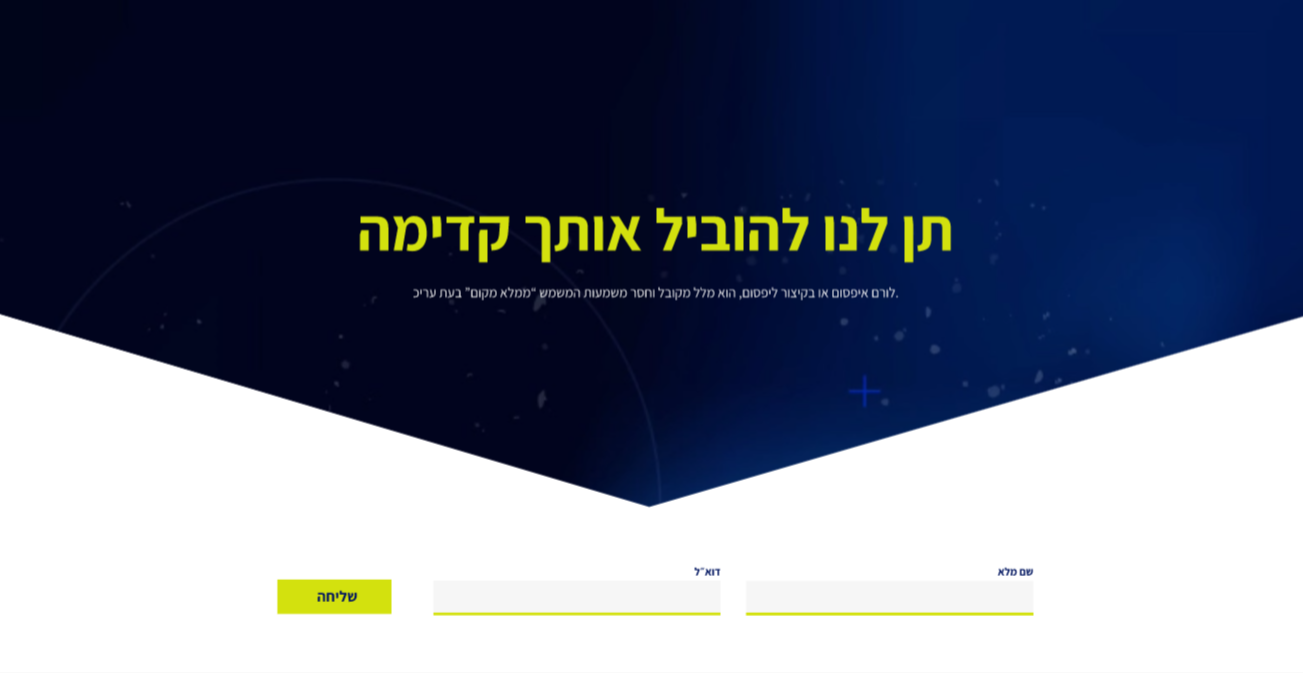 תן לנו להוביל אותך קדימה
לורם איפסום או בקיצור ליפסום, הוא מלל מקובל וחסר משמעות המשמש “ממלא מקום” בעת עריכ.
שם מלא
דוא״ל
שליחה